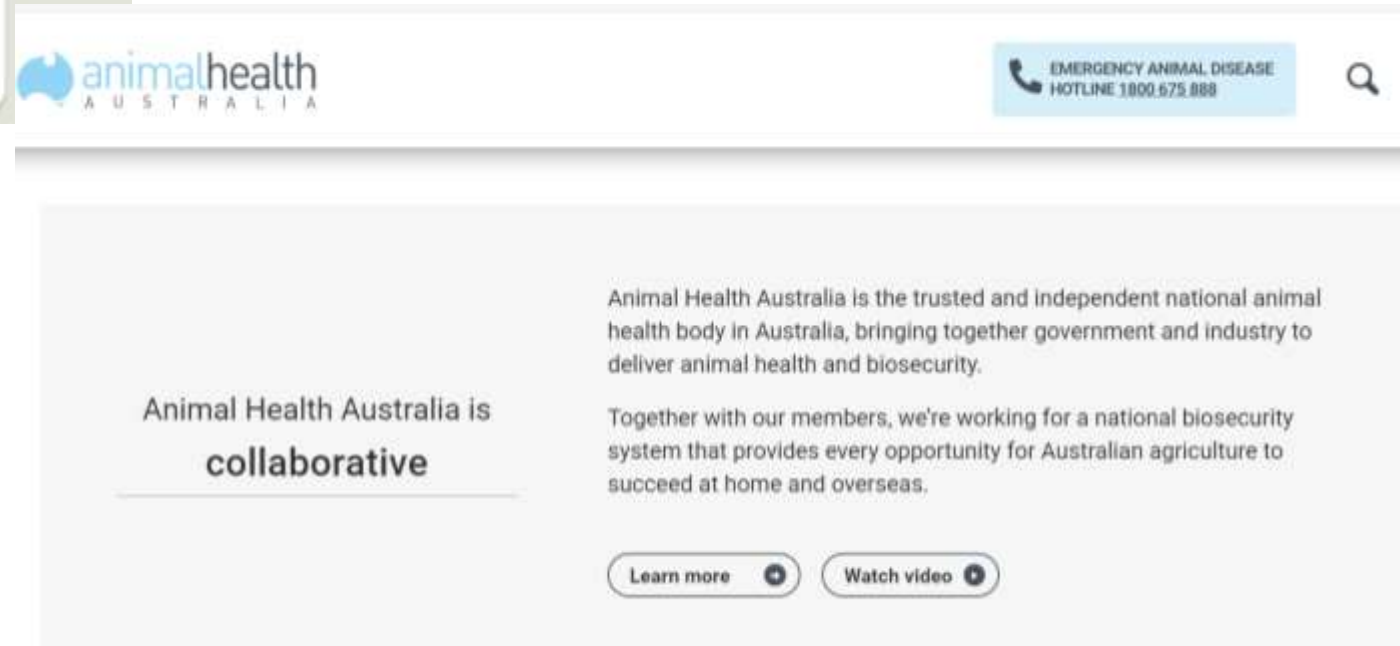 animalhealth
AUSTRALIA
EMERGENCY ANIMAL DISEASE
HOTLINE 1800 675 888
Animal Health Australia is
collaborative
Animal Health Australia is the trusted and independent national animal
health body in Australia, bringing together government and industry to
deliver animal health and biosecurity.
Together with our members, we're working for a national biosecurity
system that provides every opportunity for Australian agriculture to
succeed at home and overseas.
Learn more
Watch video